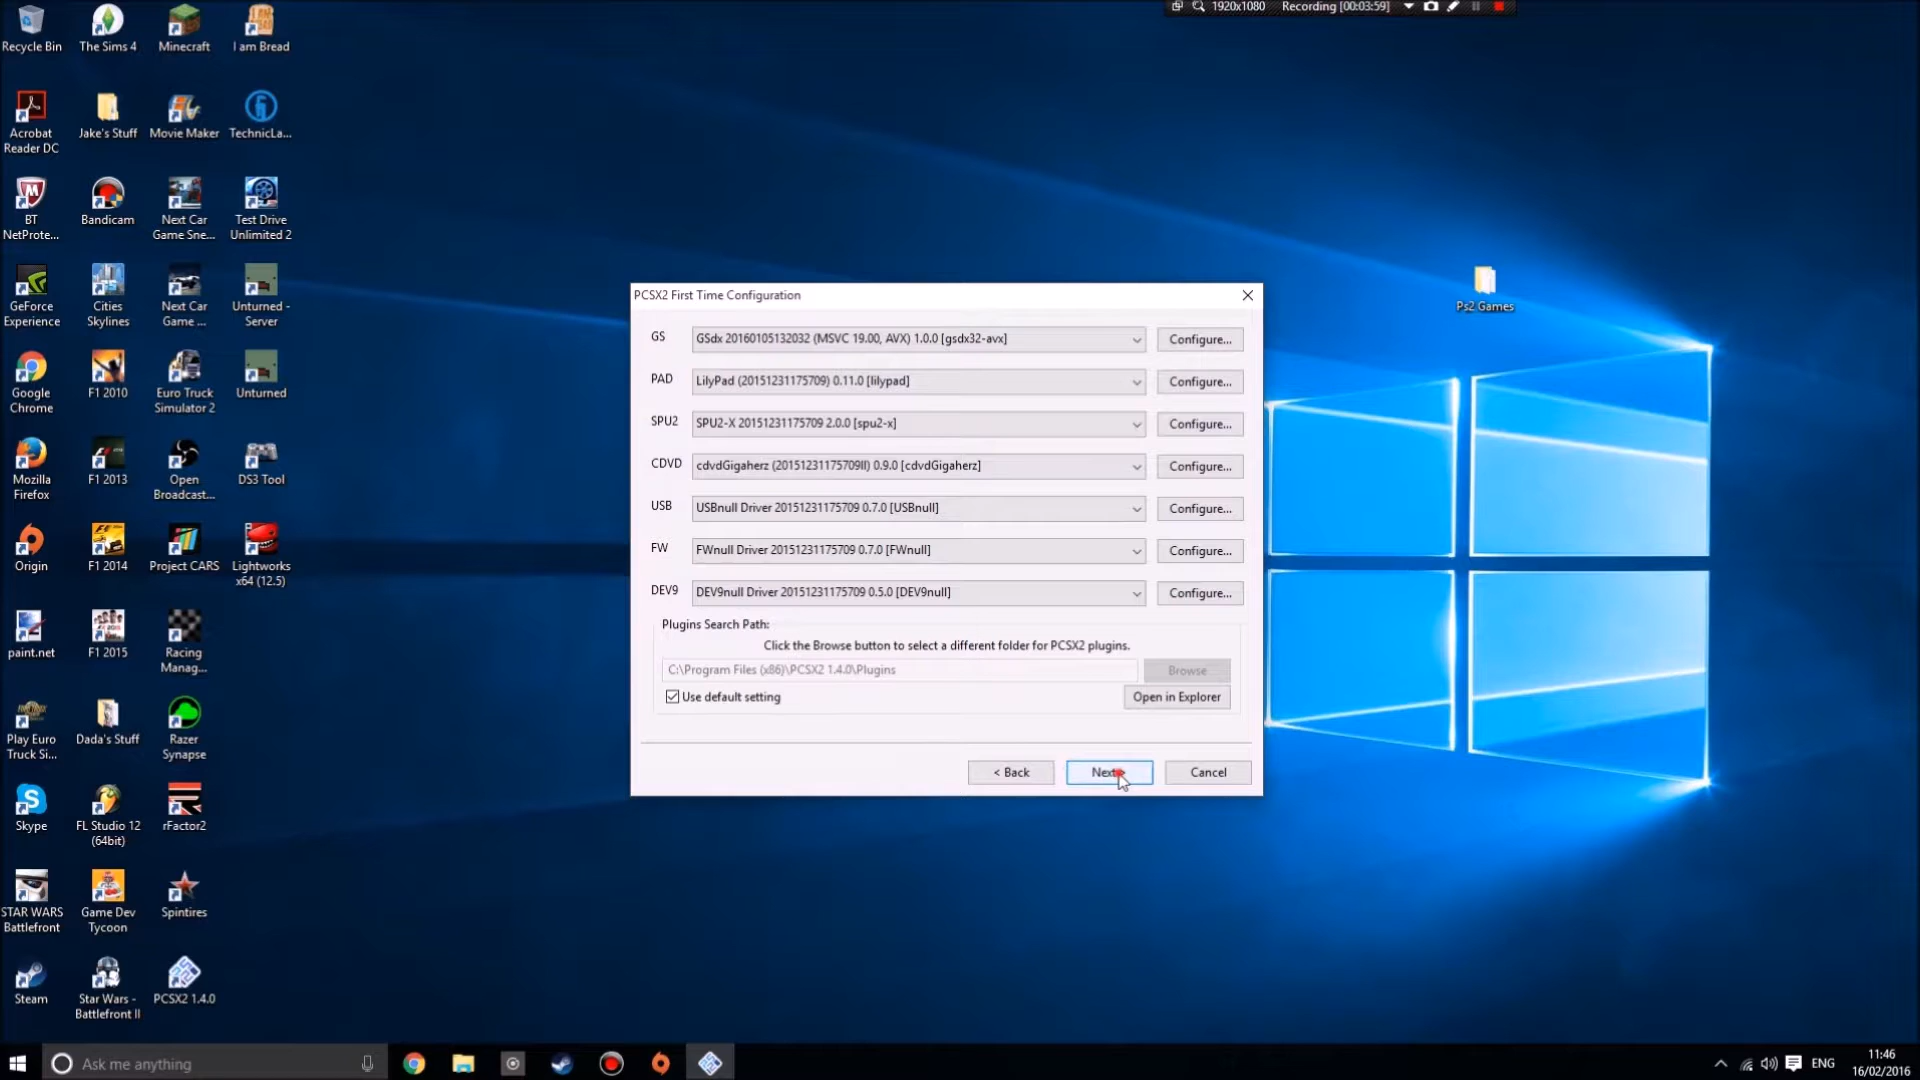 1920x1080 Recording [00:03:59]
Recycle Bin
The Sims 4
Minecraft
I am Bread
Acrobat
Reader DC
Jake's Stuff
Movie Maker
TechnicLa...
BT
NetProte...
Bandicam
Next Car
Game Sne...
Test Drive
Unlimited 2
GeForce
Experience
Cities
Skylines
Next Car
Game ...
Unturned -
Server
Google
Chrome
F1 2010
Euro Truck
Simulator 2
Unturned
Mozilla
Firefox
F1 2013
Open
Broadcast...
DS3 Tool
Origin
F1 2014
Project CARS
Lightworks
x64 (12.5)
paint.net
F1 2015
Racing
Manag...
Play Euro
Truck Si...
Dada's Stuff
Razer
Synapse
Skype
FL Studio 12
(64bit)
rFactor2
STAR WARS
Battlefront
Game Dev
Tycoon
Spintires
Steam
Star Wars -
Battlefront II
PCSX2 1.4.0
Ps2 Games
PCSX2 First Time Configuration
GS GSdx 20160105132032 (MSVC 19.00, AVX) 1.0.0 [gsdx32-avx] Configure...
PAD LilyPad (20151231175709) 0.11.0 [lilypad] Configure...
SPU2 SPU2-X 20151231175709 2.0.0 [spu2-x] Configure...
CDVD cdvdGigaherz (20151231175709II) 0.9.0 [cdvdGigaherz] Configure...
USB USBnull Driver 20151231175709 0.7.0 [USBnull] Configure...
FW FWnull Driver 20151231175709 0.7.0 [FWnull] Configure...
DEV9 DEV9null Driver 20151231175709 0.5.0 [DEV9null] Configure...
Plugins Search Path:
Click the Browse button to select a different folder for PCSX2 plugins.
C:\Program Files (x86)\PCSX2 1.4.0\Plugins Browse
Use default setting Open in Explorer
< Back Next > Cancel
Ask me anything
ENG
11:46
16/02/2016